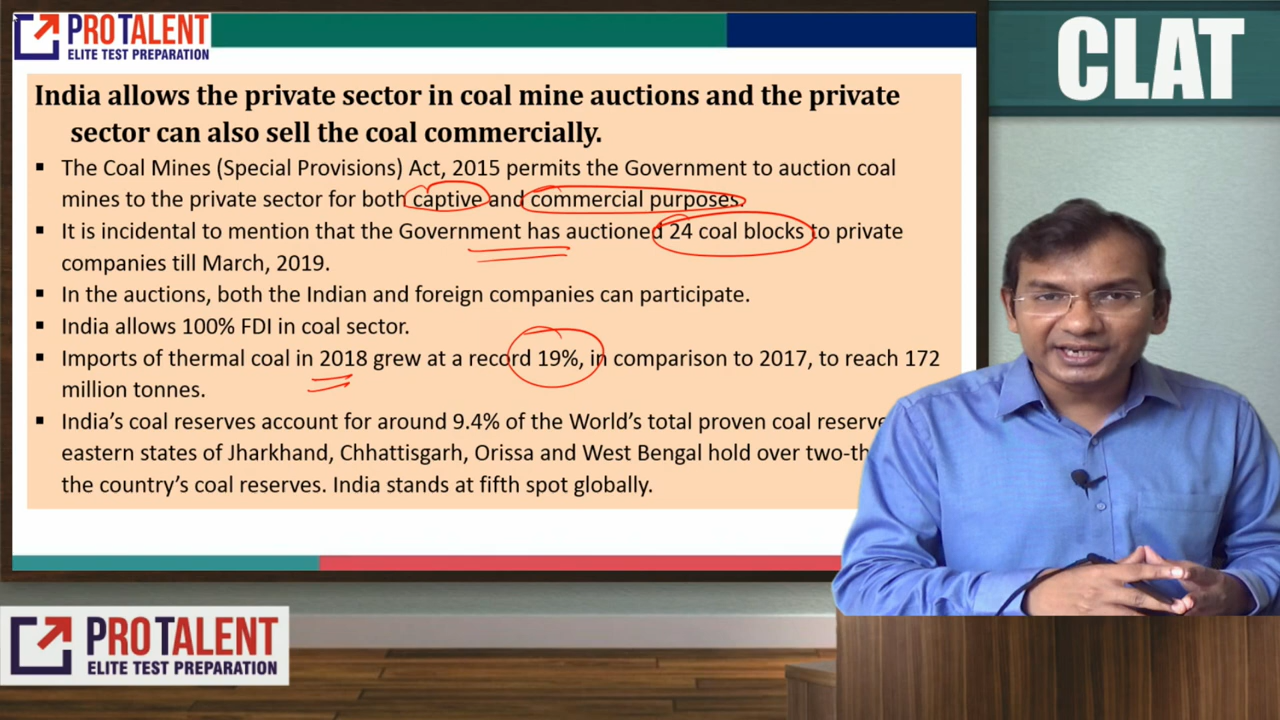 PROTALENT
ELITE TEST PREPARATION
CLAT
India allows the private sector in coal mine auctions and the private
sector can also sell the coal commercially.
▪ The Coal Mines (Special Provisions) Act, 2015 permits the Government to auction coal
mines to the private sector for both captive and commercial purposes.
▪ It is incidental to mention that the Government has auctioned 24 coal blocks to private
companies till March, 2019.
▪ In the auctions, both the Indian and foreign companies can participate.
▪ India allows 100% FDI in coal sector.
▪ Imports of thermal coal in 2018 grew at a record 19%, in comparison to 2017, to reach 172
million tonnes.
▪ India’s coal reserves account for around 9.4% of the World’s total proven coal
eastern states of Jharkhand, Chhattisgarh, Orissa and West Bengal hold over
the country’s coal reserves. India stands at fifth spot globally.
PROTALENT
ELITE TEST PREPARATION